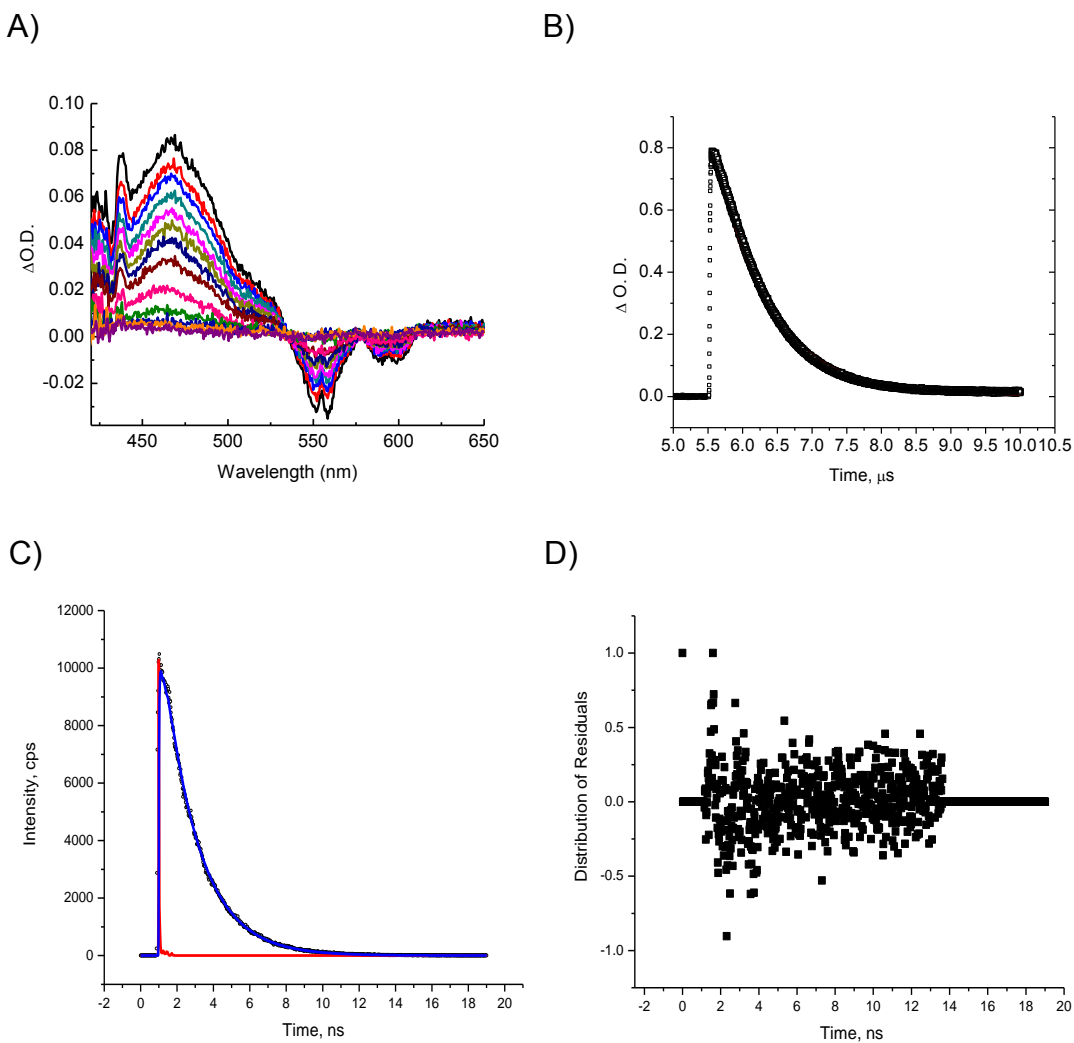 A)
0.10
0.08
0.06
0.04
0.02
0.00
-0.02
ΔO.D.
450 500 550 600 650
Wavelength (nm)
B)
0.8
0.6
0.4
0.2
0.0
Δ O. D.
5.0 5.5 6.0 6.5 7.0 7.5 8.0 8.5 9.0 9.5 10.0 10.5
Time, μs
C)
12000
10000
8000
6000
4000
2000
0
Intensity, cps
-2 0 2 4 6 8 10 12 14 16 18 20
Time, ns
D)
1.0
0.5
0.0
-0.5
-1.0
Distribution of Residuals
-2 0 2 4 6 8 10 12 14 16 18 20
Time, ns